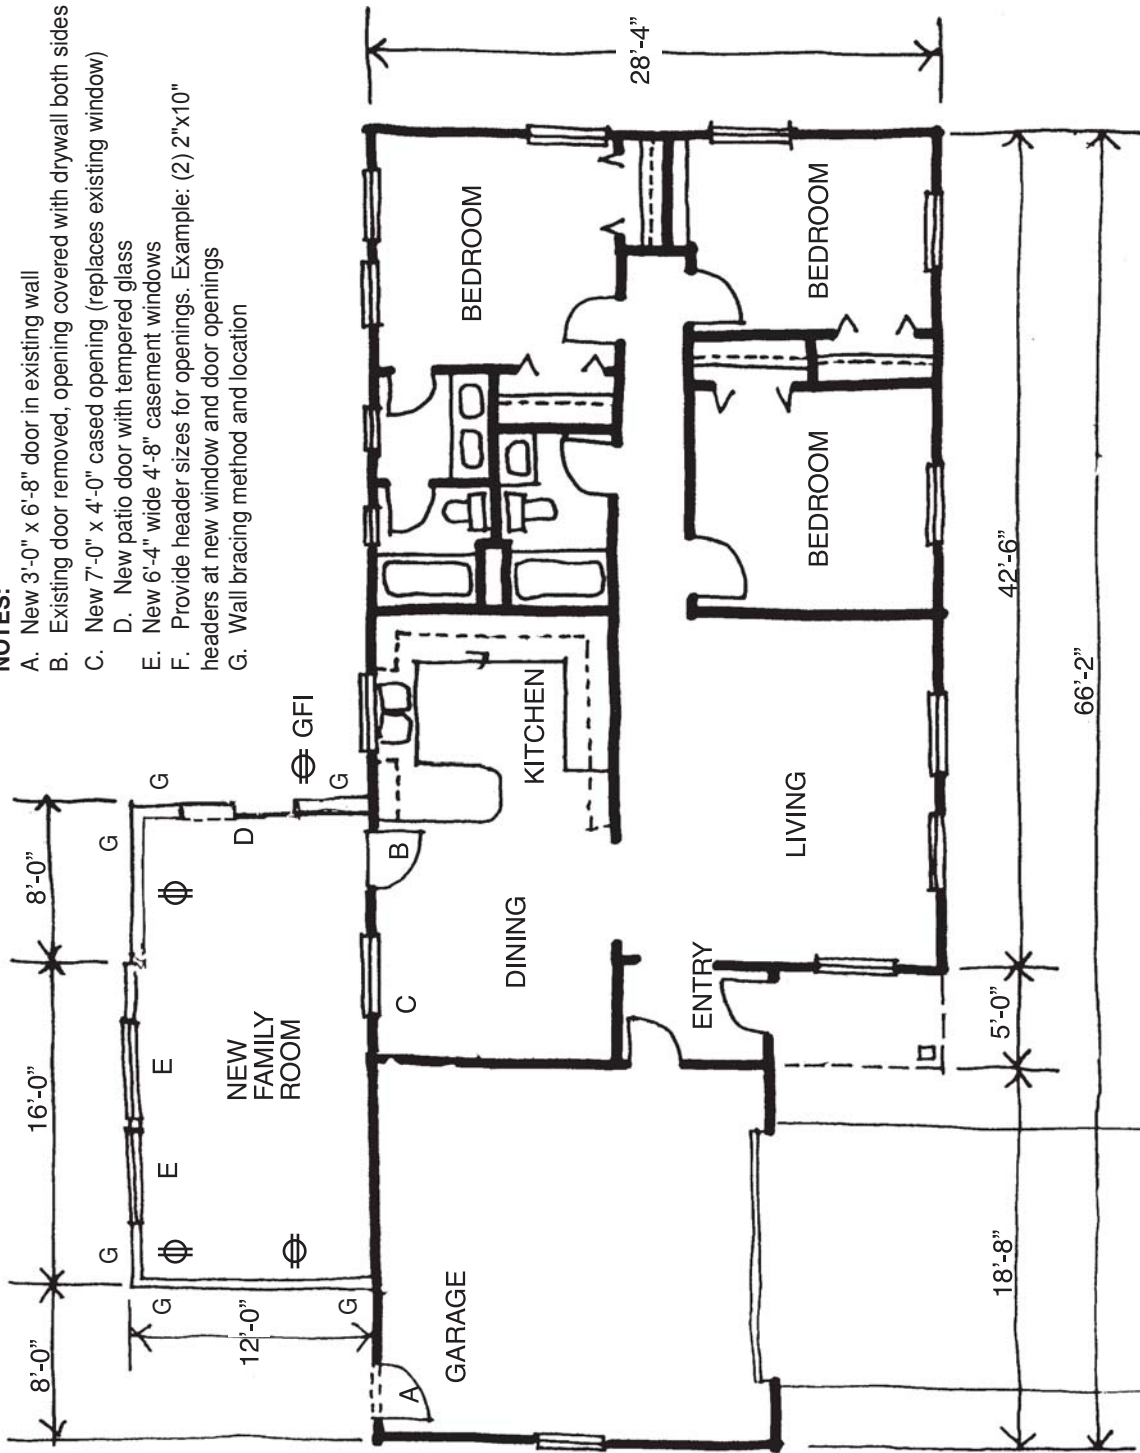 NOTES:
A. New 3'-0" x 6'-8" door in existing wall
B. Existing door removed, opening covered with drywall both sides
C. New 7'-0" x 4'-0" cased opening (replaces existing window)
D. New patio door with tempered glass
E. New 6'-4" wide 4'-8" casement windows
F. Provide header sizes for openings. Example: (2) 2"x10"
headers at new window and door openings
G. Wall bracing method and location
8'-0"
16'-0"
8'-0"
12'-0"
G
G
G
E
E
NEW
FAMILY
ROOM
G
G
D
G
GFI
A
C
B
GARAGE
DINING
KITCHEN
BEDROOM
28'-4"
ENTRY
LIVING
BEDROOM
BEDROOM
18'-8"
5'-0"
42'-6"
66'-2"